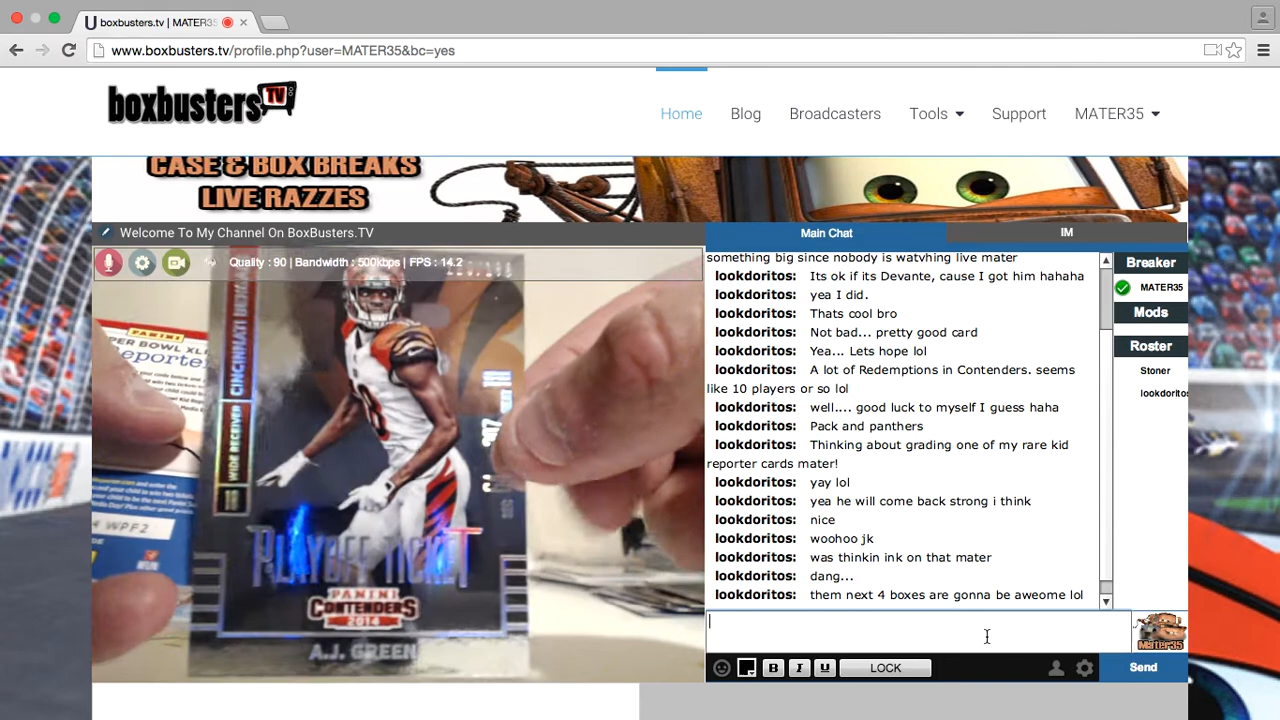 boxbusters.tv | MATER35
www.boxbusters.tv/profile.php?user=MATER35&bc=yes
boxbusters TV
Home Blog Broadcasters Tools Support MATER35
CASE & BOX BREAKS
LIVE RAZZES
Welcome To My Channel On BoxBusters.TV
Quality : 90 | Bandwidth : 500kbps | FPS : 14.2
Main Chat IM
something big since nobody is watvhing live mater
lookdoritos: Its ok if its Devante, cause I got him hahaha
lookdoritos: yea I did.
lookdoritos: Thats cool bro
lookdoritos: Not bad... pretty good card
lookdoritos: Yea... Lets hope lol
lookdoritos: A lot of Redemptions in Contenders. seems
like 10 players or so lol
lookdoritos: well.... good luck to myself I guess haha
lookdoritos: Pack and panthers
lookdoritos: Thinking about grading one of my rare kid
reporter cards mater!
lookdoritos: yay lol
lookdoritos: yea he will come back strong i think
lookdoritos: nice
lookdoritos: woohoo jk
lookdoritos: was thinkin ink on that mater
lookdoritos: dang...
lookdoritos: them next 4 boxes are gonna be aweome lol
Breaker
MATER35
Mods
Roster
Stoner
lookdoritos
Mater35
B I U LOCK Send
PANINI
WIDE RECEIVER
PLAYOFF TICKET
PANINI
CONTENDERS
2014
A.J. GREEN
WPF2